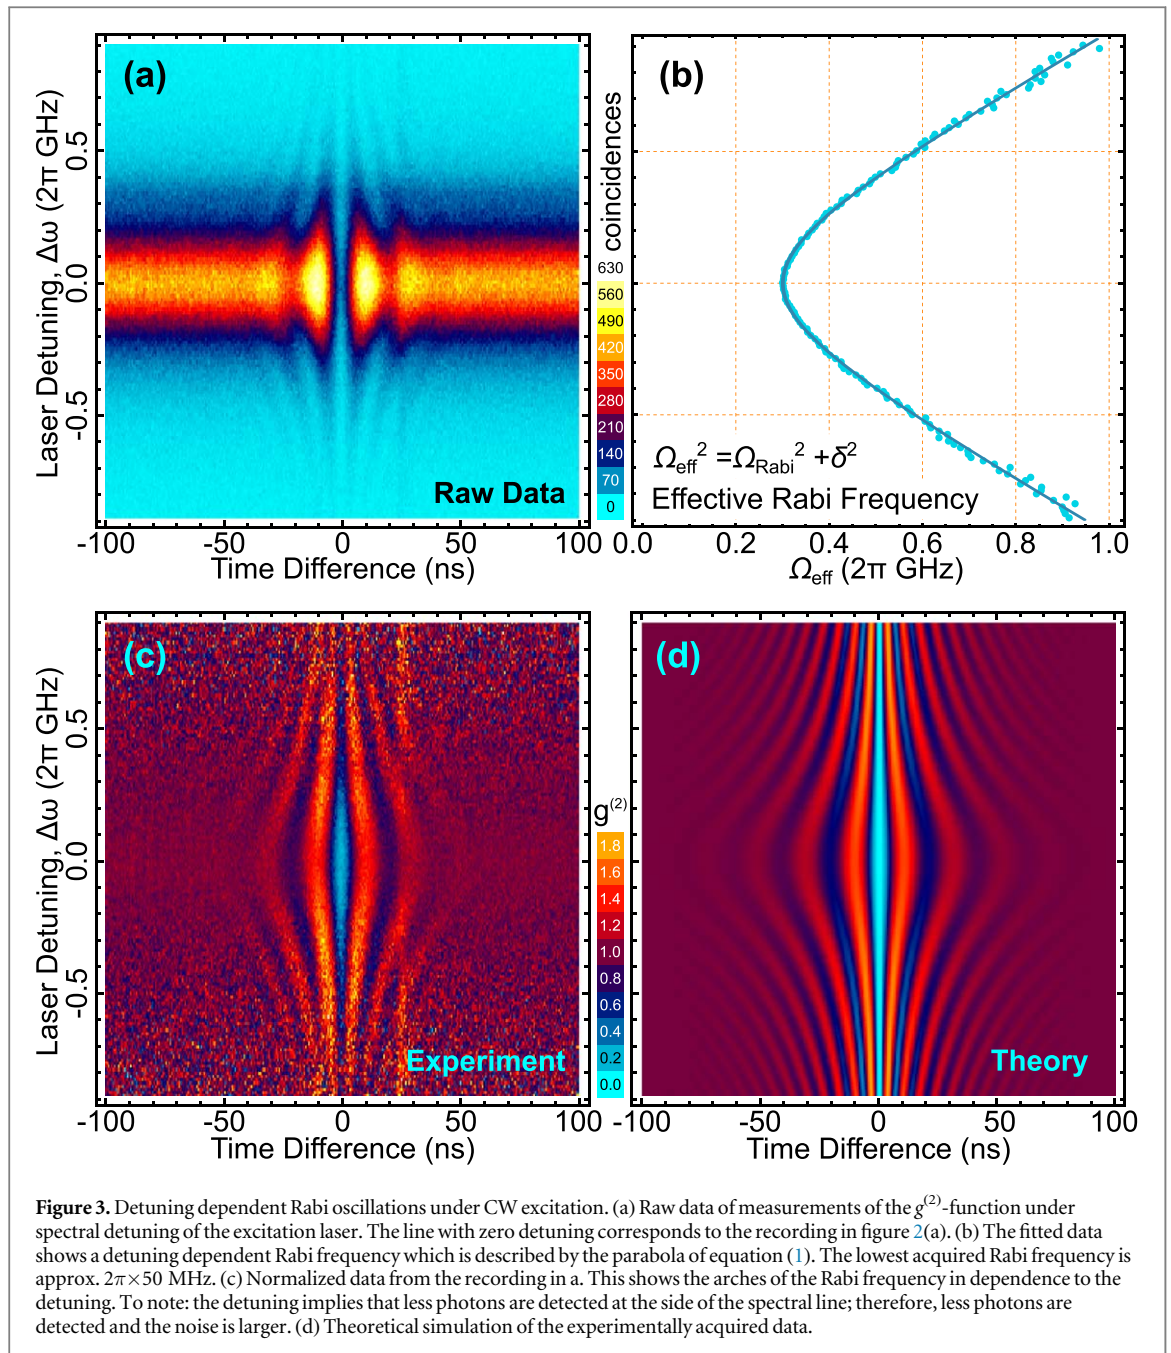 (a)
Laser Detuning, Δω (2π GHz)
0.5
0.0
-0.5
Raw Data
-100
-50
0
50
100
Time Difference (ns)
coincidences
630
560
490
420
350
280
210
140
70
0
(b)
Ωeff² =ΩRabi² +δ²
Effective Rabi Frequency
0.0
0.2
0.4
0.6
0.8
1.0
Ωeff (2π GHz)
(c)
Laser Detuning, Δω (2π GHz)
0.5
0.0
-0.5
Experiment
-100
-50
0
50
100
Time Difference (ns)
g(2)
1.8
1.6
1.4
1.2
1.0
0.8
0.6
0.4
0.2
0.0
(d)
Theory
-100
-50
0
50
100
Time Difference (ns)
Figure 3. Detuning dependent Rabi oscillations under CW excitation. (a) Raw data of measurements of the g(2)-function under
spectral detuning of the excitation laser. The line with zero detuning corresponds to the recording in figure 2(a). (b) The fitted data
shows a detuning dependent Rabi frequency which is described by the parabola of equation (1). The lowest acquired Rabi frequency is
approx. 2π×50 MHz. (c) Normalized data from the recording in a. This shows the arches of the Rabi frequency in dependence to the
detuning. To note: the detuning implies that less photons are detected at the side of the spectral line; therefore, less photons are
detected and the noise is larger. (d) Theoretical simulation of the experimentally acquired data.